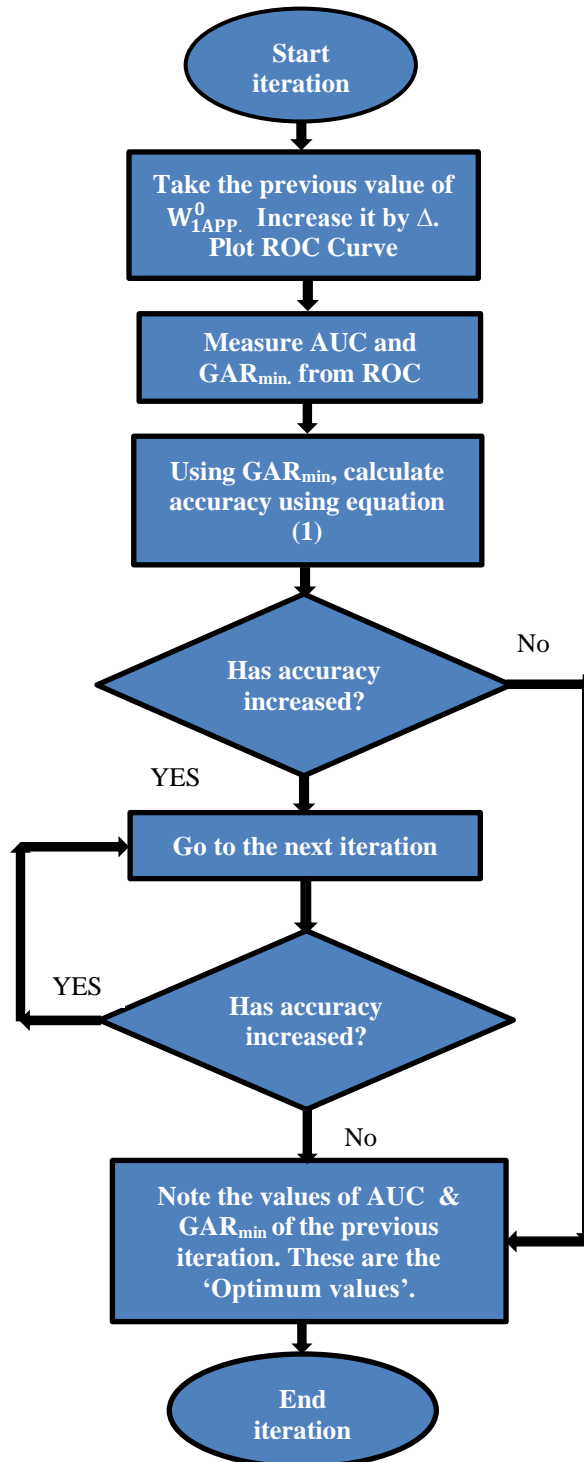 Start
iteration
Take the previous value of
W⁰₁APP. Increase it by Δ.
Plot ROC Curve
Measure AUC and
GARmin. from ROC
Using GARmin, calculate
accuracy using equation
(1)
No
Has accuracy
increased?
YES
Go to the next iteration
YES
Has accuracy
increased?
No
Note the values of AUC &
GARmin of the previous
iteration. These are the
‘Optimum values’.
End
iteration